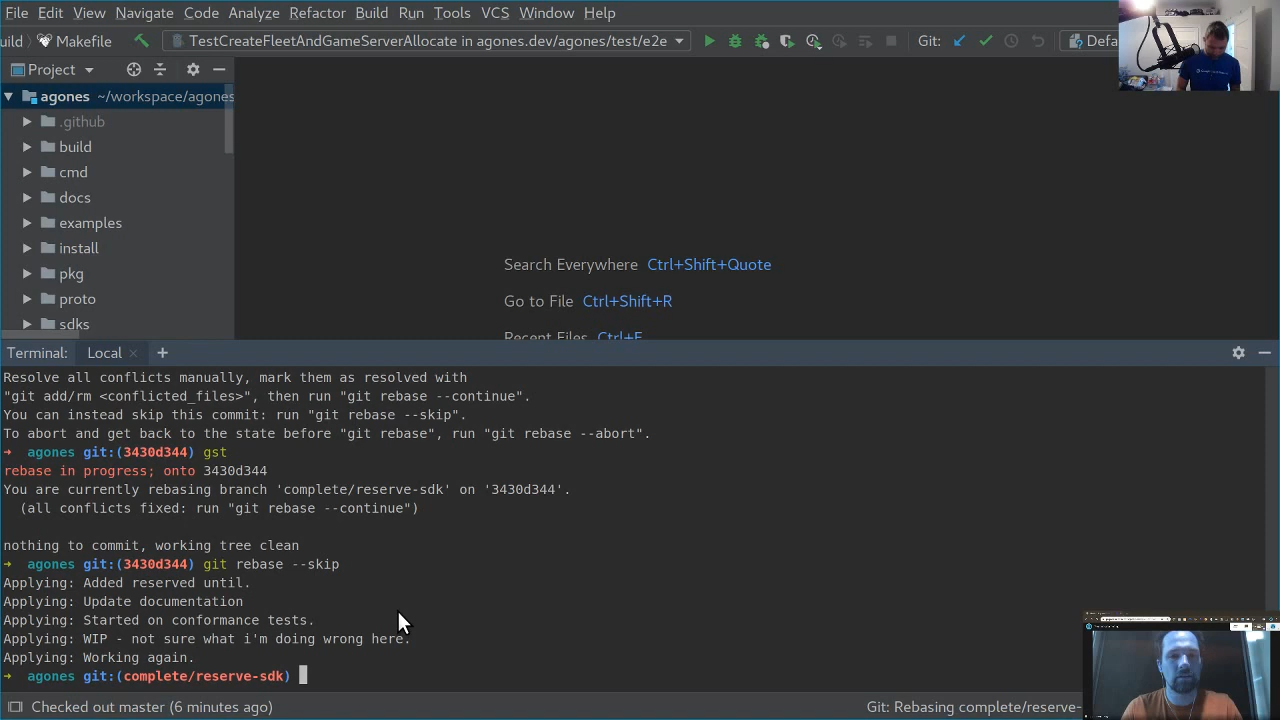 File Edit View Navigate Code Analyze Refactor Build Run Tools VCS Window Help
uild Makefile TestCreateFleetAndGameServerAllocate in agones.dev/agones/test/e2e Git: Defa
Project
agones ~/workspace/agones
.github
build
cmd
docs
examples
install
pkg
proto
sdks
Search Everywhere Ctrl+Shift+Quote
Go to File Ctrl+Shift+R
Recent Files Ctrl+E
Terminal: Local
Resolve all conflicts manually, mark them as resolved with
"git add/rm <conflicted_files>", then run "git rebase --continue".
You can instead skip this commit: run "git rebase --skip".
To abort and get back to the state before "git rebase", run "git rebase --abort".
→ agones git:(3430d344) gst
rebase in progress; onto 3430d344
You are currently rebasing branch 'complete/reserve-sdk' on '3430d344'.
(all conflicts fixed: run "git rebase --continue")
nothing to commit, working tree clean
→ agones git:(3430d344) git rebase --skip
Applying: Added reserved until.
Applying: Update documentation
Applying: Started on conformance tests.
Applying: WIP - not sure what i'm doing wrong here.
Applying: Working again.
→ agones git:(complete/reserve-sdk)
Checked out master (6 minutes ago) Git: Rebasing complete/reserve-